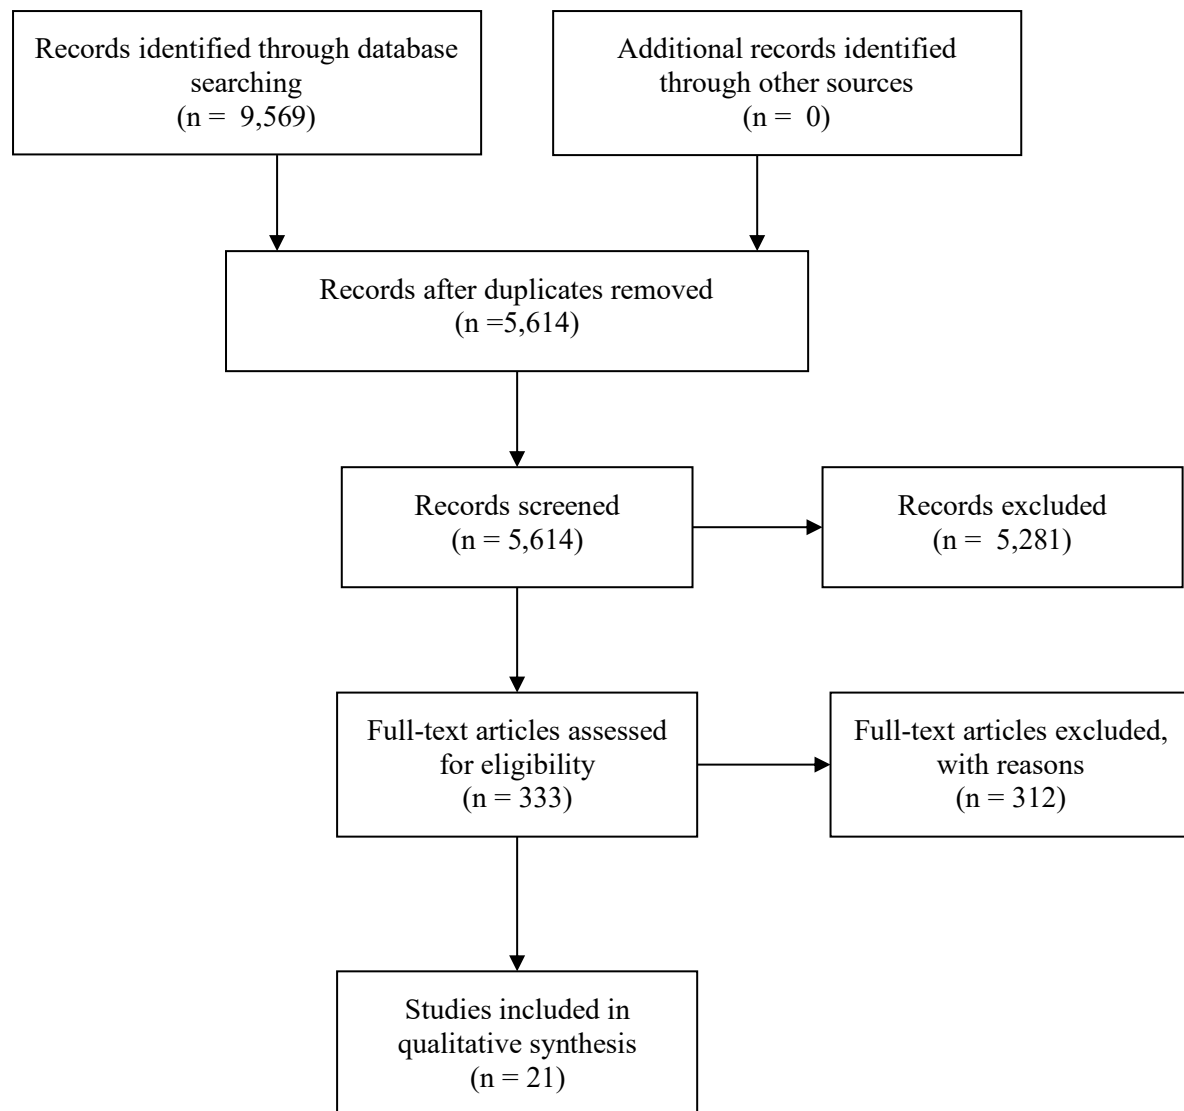 Records identified through database
searching
(n =  9,569)
Additional records identified
through other sources
(n =  0)
Records after duplicates removed
(n =5,614)
Records screened
(n = 5,614)
Records excluded
(n =  5,281)
Full-text articles assessed
for eligibility
(n = 333)
Full-text articles excluded,
with reasons
(n = 312)
Studies included in
qualitative synthesis
(n = 21)